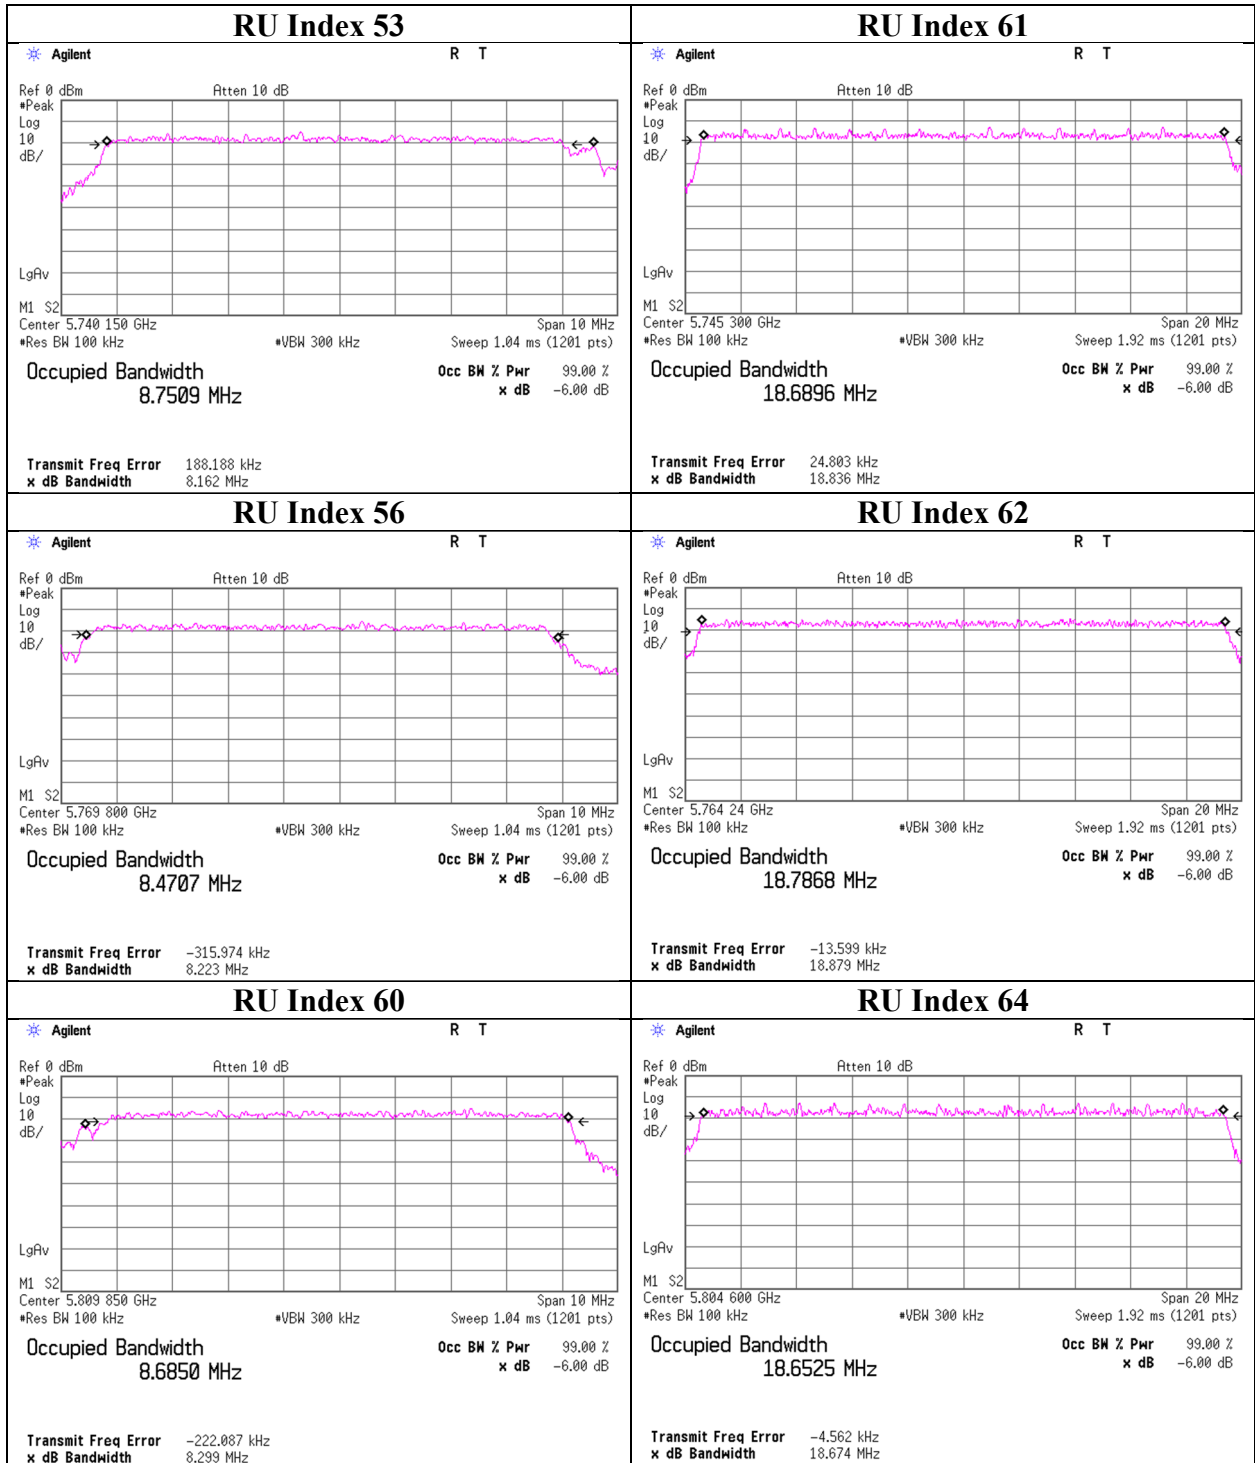 RU Index 53
Agilent R T
Ref 0 dBm Atten 10 dB
#Peak
Log
10
dB/
LgAv
M1 S2
Center 5.740 150 GHz Span 10 MHz
#Res BW 100 kHz #VBW 300 kHz Sweep 1.04 ms (1201 pts)
Occupied Bandwidth Occ BW % Pwr 99.00 %
8.7509 MHz x dB -6.00 dB
Transmit Freq Error 188.188 kHz
x dB Bandwidth 8.162 MHz
RU Index 61
Agilent R T
Ref 0 dBm Atten 10 dB
#Peak
Log
10
dB/
LgAv
M1 S2
Center 5.745 300 GHz Span 20 MHz
#Res BW 100 kHz #VBW 300 kHz Sweep 1.92 ms (1201 pts)
Occupied Bandwidth Occ BW % Pwr 99.00 %
18.6896 MHz x dB -6.00 dB
Transmit Freq Error 24.803 kHz
x dB Bandwidth 18.836 MHz
RU Index 56
Agilent R T
Ref 0 dBm Atten 10 dB
#Peak
Log
10
dB/
LgAv
M1 S2
Center 5.769 800 GHz Span 10 MHz
#Res BW 100 kHz #VBW 300 kHz Sweep 1.04 ms (1201 pts)
Occupied Bandwidth Occ BW % Pwr 99.00 %
8.4707 MHz x dB -6.00 dB
Transmit Freq Error -315.974 kHz
x dB Bandwidth 8.223 MHz
RU Index 62
Agilent R T
Ref 0 dBm Atten 10 dB
#Peak
Log
10
dB/
LgAv
M1 S2
Center 5.764 24 GHz Span 20 MHz
#Res BW 100 kHz #VBW 300 kHz Sweep 1.92 ms (1201 pts)
Occupied Bandwidth Occ BW % Pwr 99.00 %
18.7868 MHz x dB -6.00 dB
Transmit Freq Error -13.599 kHz
x dB Bandwidth 18.879 MHz
RU Index 60
Agilent R T
Ref 0 dBm Atten 10 dB
#Peak
Log
10
dB/
LgAv
M1 S2
Center 5.809 850 GHz Span 10 MHz
#Res BW 100 kHz #VBW 300 kHz Sweep 1.04 ms (1201 pts)
Occupied Bandwidth Occ BW % Pwr 99.00 %
8.6850 MHz x dB -6.00 dB
Transmit Freq Error -222.087 kHz
x dB Bandwidth 8.299 MHz
RU Index 64
Agilent R T
Ref 0 dBm Atten 10 dB
#Peak
Log
10
dB/
LgAv
M1 S2
Center 5.804 600 GHz Span 20 MHz
#Res BW 100 kHz #VBW 300 kHz Sweep 1.92 ms (1201 pts)
Occupied Bandwidth Occ BW % Pwr 99.00 %
18.6525 MHz x dB -6.00 dB
Transmit Freq Error -4.562 kHz
x dB Bandwidth 18.674 MHz